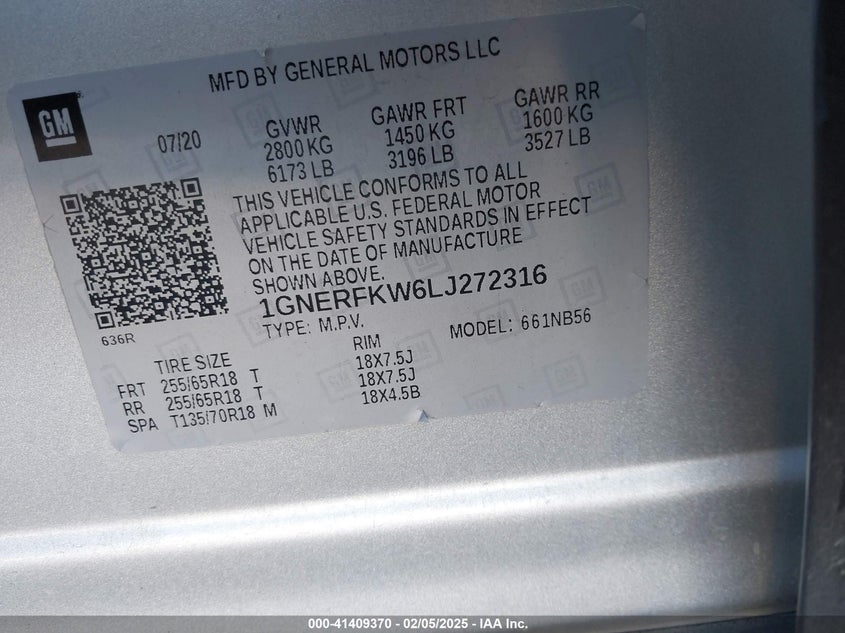 MFD BY GENERAL MOTORS LLC
GM
07/20
GVWR
2800 KG
6173 LB
GAWR FRT
1450 KG
3196 LB
GAWR RR
1600 KG
3527 LB
THIS VEHICLE CONFORMS TO ALL
APPLICABLE U.S. FEDERAL MOTOR
VEHICLE SAFETY STANDARDS IN EFFECT
ON THE DATE OF MANUFACTURE
SHOWN ABOVE.
1GNERFKW6LJ272316
TYPE: M.P.V.
MODEL: 661NB56
636R
TIRE SIZE RIM
FRT 255/65R18 T 18X7.5J
RR 255/65R18 T 18X7.5J
SPA T135/70R18 M 18X4.5B
000-41409370 - 02/05/2025 - IAA Inc.